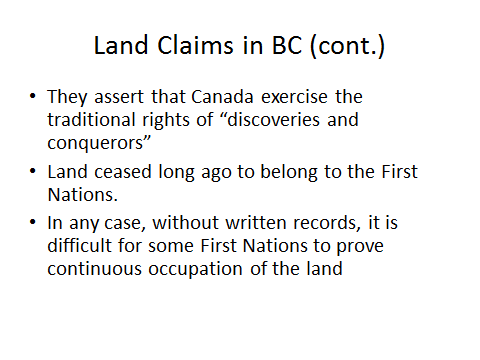 Land Claims in BC (cont.)
• They assert that Canada exercise the
traditional rights of “discoveries and
conquerors”
• Land ceased long ago to belong to the First
Nations.
• In any case, without written records, it is
difficult for some First Nations to prove
continuous occupation of the land